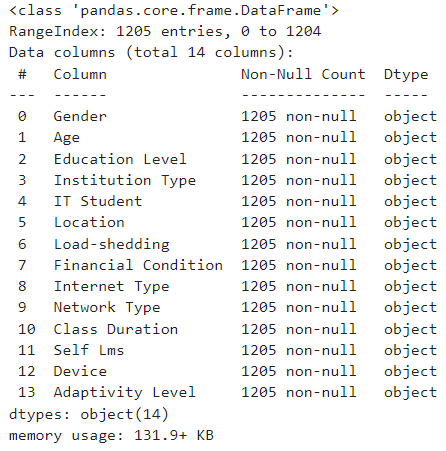 <class 'pandas.core.frame.DataFrame'>
RangeIndex: 1205 entries, 0 to 1204
Data columns (total 14 columns):
 #   Column               Non-Null Count  Dtype
---  ------               --------------  -----
 0   Gender               1205 non-null   object
 1   Age                  1205 non-null   object
 2   Education Level      1205 non-null   object
 3   Institution Type     1205 non-null   object
 4   IT Student           1205 non-null   object
 5   Location             1205 non-null   object
 6   Load-shedding        1205 non-null   object
 7   Financial Condition  1205 non-null   object
 8   Internet Type        1205 non-null   object
 9   Network Type         1205 non-null   object
 10  Class Duration       1205 non-null   object
 11  Self Lms             1205 non-null   object
 12  Device               1205 non-null   object
 13  Adaptivity Level     1205 non-null   object
dtypes: object(14)
memory usage: 131.9+ KB